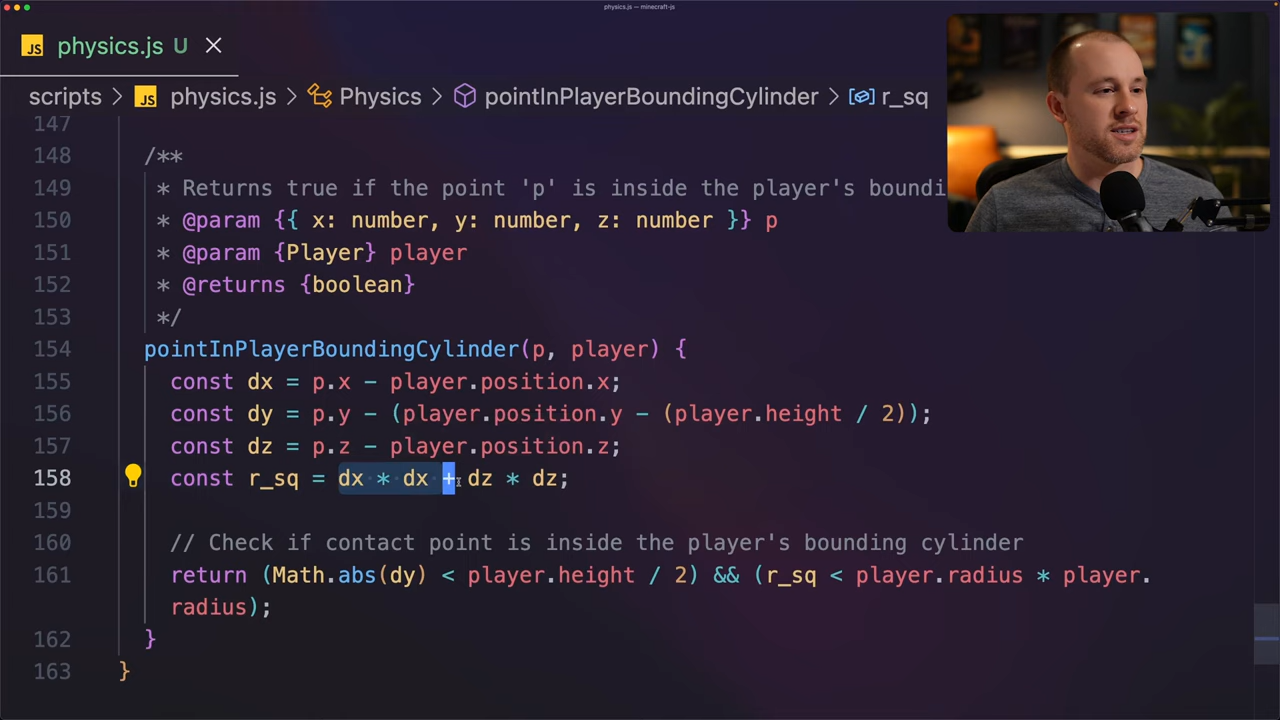 physics.js — minecraft-js
JS physics.js U
scripts > JS physics.js > Physics > pointInPlayerBoundingCylinder > r_sq
147
148 /**
149 * Returns true if the point 'p' is inside the player's boundi
150 * @param {{ x: number, y: number, z: number }} p
151 * @param {Player} player
152 * @returns {boolean}
153 */
154 pointInPlayerBoundingCylinder(p, player) {
155 const dx = p.x - player.position.x;
156 const dy = p.y - (player.position.y - (player.height / 2));
157 const dz = p.z - player.position.z;
158 const r_sq = dx * dx + dz * dz;
159
160 // Check if contact point is inside the player's bounding cylinder
161 return (Math.abs(dy) < player.height / 2) && (r_sq < player.radius * player.
radius);
162 }
163 }